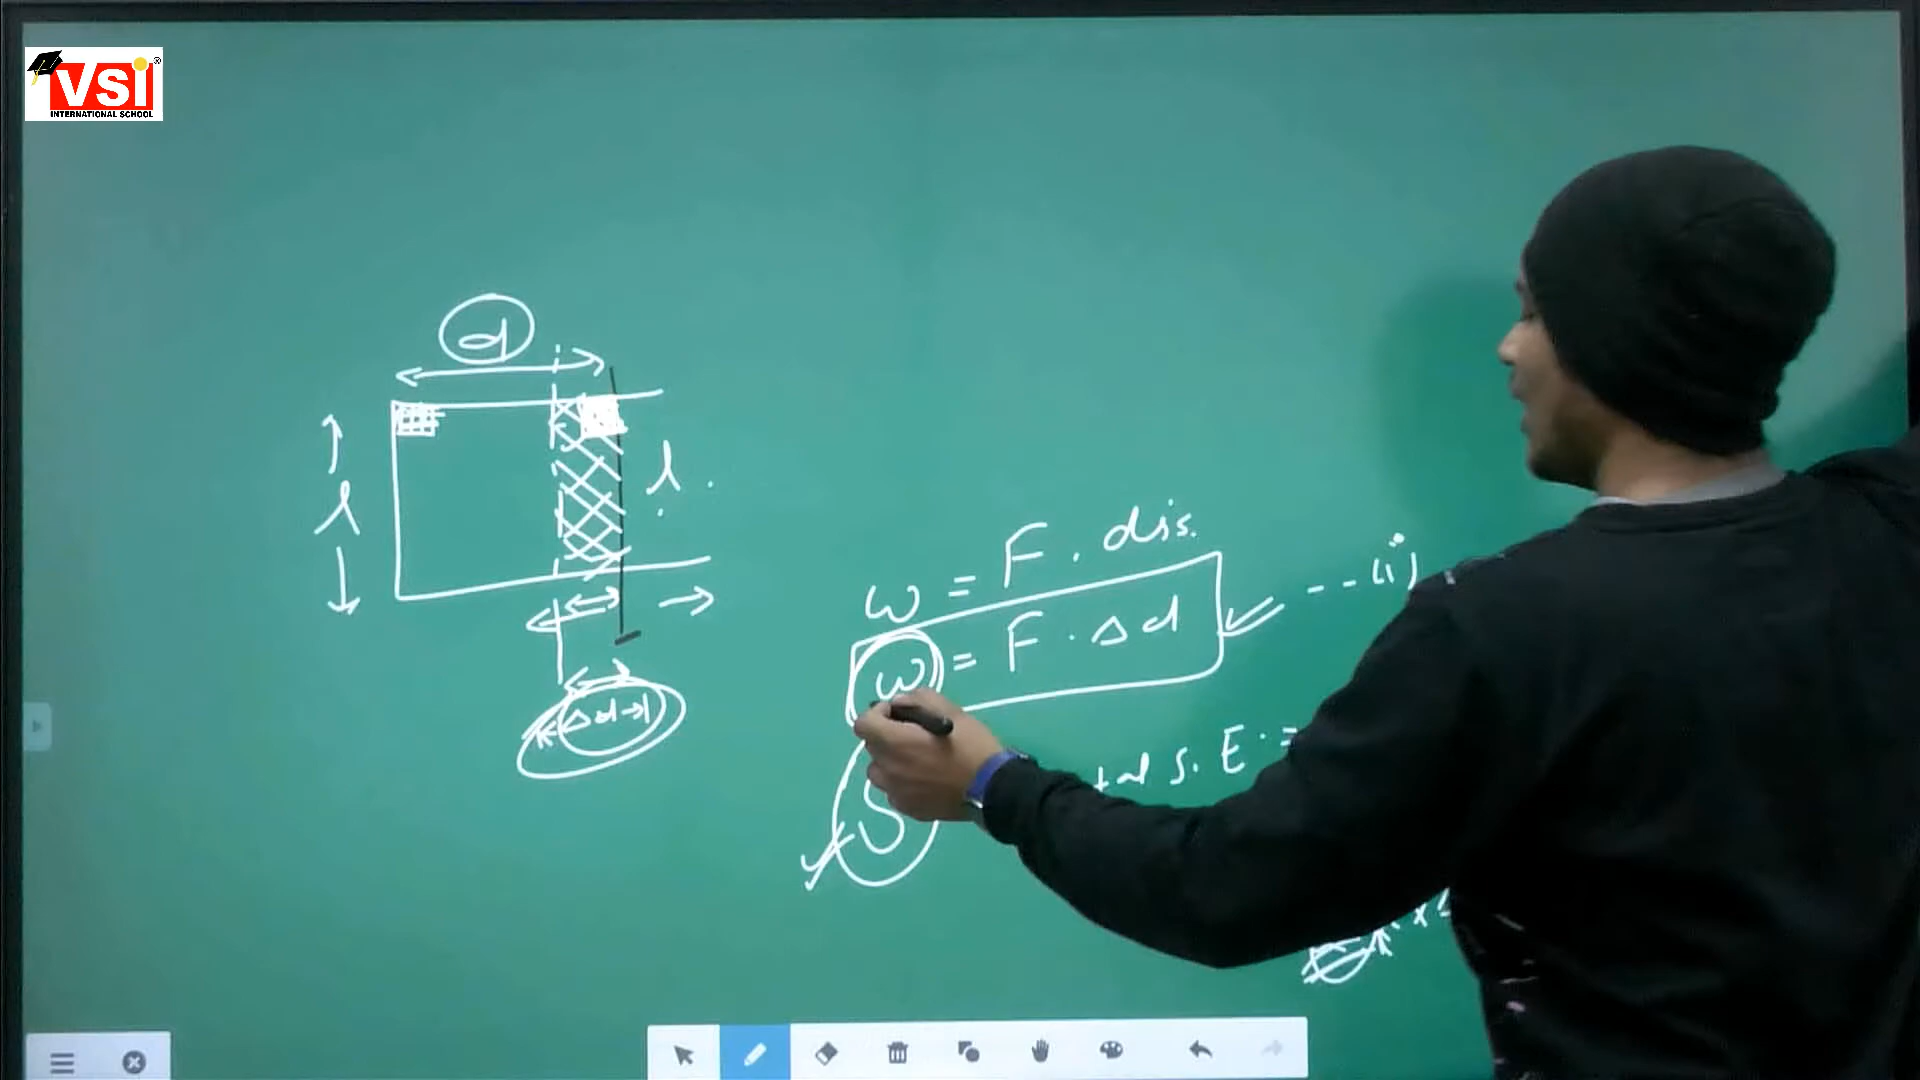 VSI
INTERNATIONAL SCHOOL
d
l
l
Δd→
W = F . dis.
W = F . Δd
--(i)
S. E. =
S